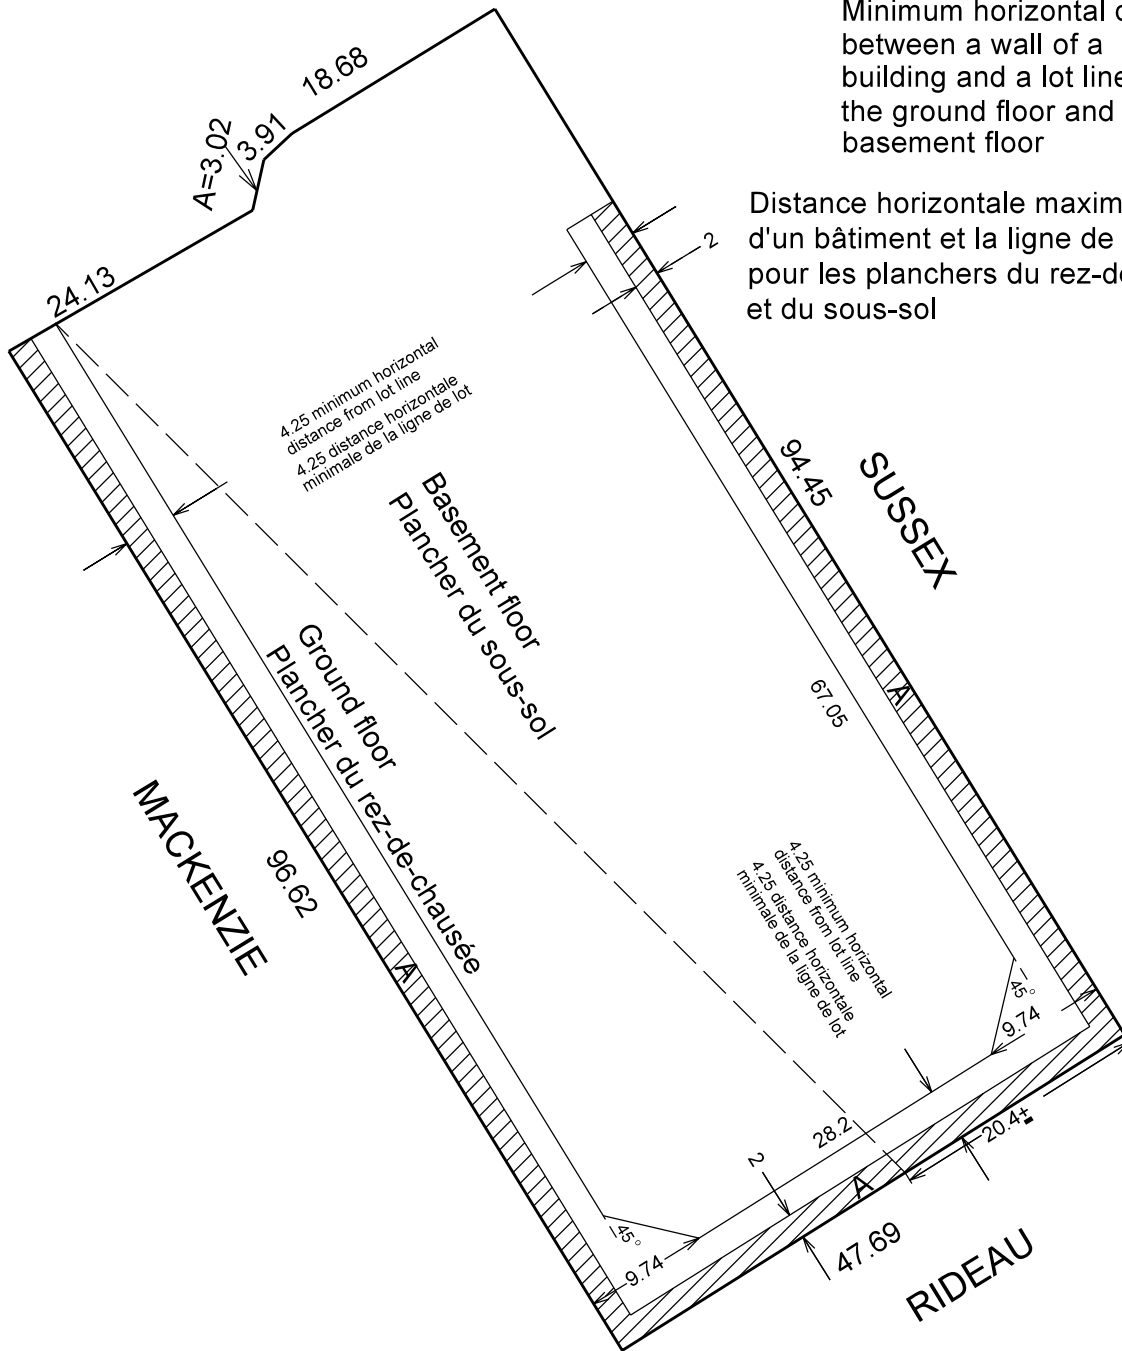 Minimum horizontal
between a wall of a
building and a lot line
the ground floor and
basement floor
Distance horizontale
d'un bâtiment et la ligne de
pour les planchers du
et du sous-sol
18.68
3.91
A=3.02
24.13
2
4.25 minimum horizontal
distance from lot line
4.25 distance horizontale
minimale de la ligne de lot
Basement floor
Plancher du sous-sol
94.45
SUSSEX
Ground floor
Plancher du rez-de-chausée
67.05
A
MACKENZIE
96.62
A
4.25 minimum horizontal
distance from lot line
4.25 distance horizontale
minimale de la ligne de lot
45°
9.74
28.2
20.4±
2
A
45°
9.74
47.69
RIDEAU